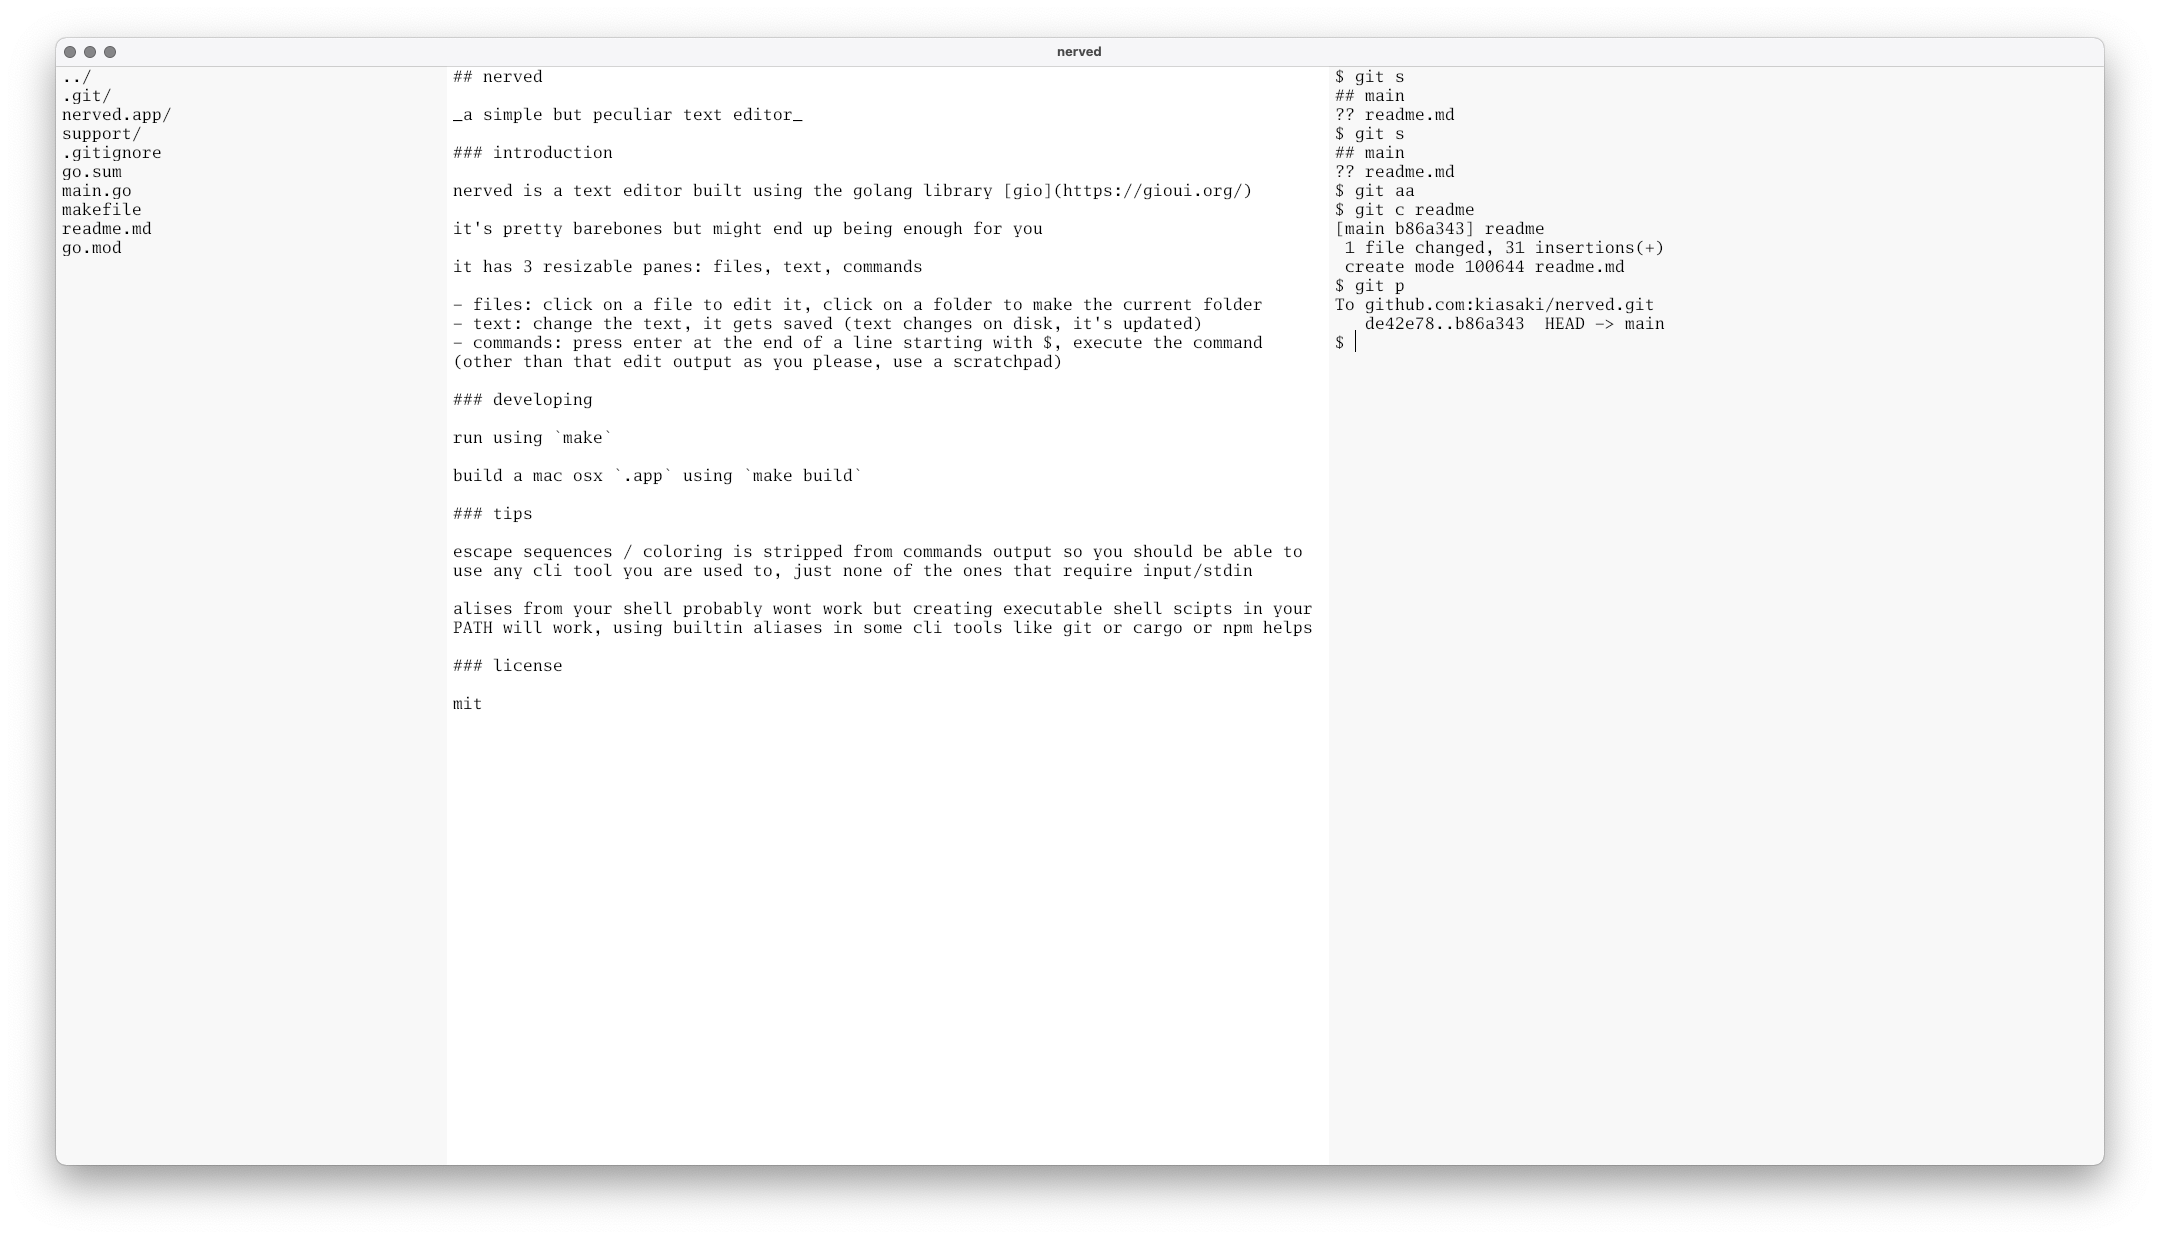 nerved
../
.git/
nerved.app/
support/
.gitignore
go.sum
main.go
makefile
readme.md
go.mod
## nerved
_a simple but peculiar text editor_
### introduction
nerved is a text editor built using the golang library [gio](https://gioui.org/)
it's pretty barebones but might end up being enough for you
it has 3 resizable panes: files, text, commands
- files: click on a file to edit it, click on a folder to make the current folder
- text: change the text, it gets saved (text changes on disk, it's updated)
- commands: press enter at the end of a line starting with $, execute the command
(other than that edit output as you please, use a scratchpad)
### developing
run using `make`
build a mac osx `.app` using `make build`
### tips
escape sequences / coloring is stripped from commands output so you should be able to
use any cli tool you are used to, just none of the ones that require input/stdin
alises from your shell probably wont work but creating executable shell scipts in your
PATH will work, using builtin aliases in some cli tools like git or cargo or npm helps
### license
mit
$ git s
## main
?? readme.md
$ git s
## main
?? readme.md
$ git aa
$ git c readme
[main b86a343] readme
 1 file changed, 31 insertions(+)
 create mode 100644 readme.md
$ git p
To github.com:kiasaki/nerved.git
   de42e78..b86a343  HEAD -> main
$